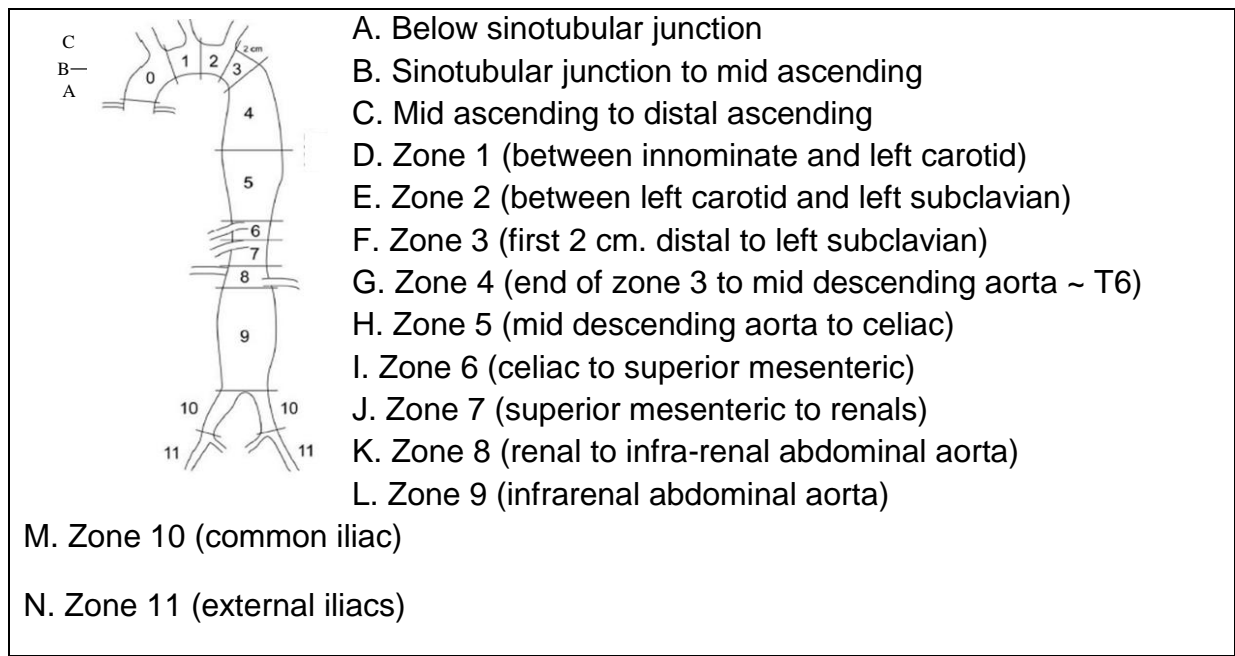 C
B—
A
0
1
2
3
2 cm
4
5
6
7
8
9
10
10
11
11
A. Below sinotubular junction
B. Sinotubular junction to mid ascending
C. Mid ascending to distal ascending
D. Zone 1 (between innominate and left carotid)
E. Zone 2 (between left carotid and left subclavian)
F. Zone 3 (first 2 cm. distal to left subclavian)
G. Zone 4 (end of zone 3 to mid descending aorta ~ T6)
H. Zone 5 (mid descending aorta to celiac)
I. Zone 6 (celiac to superior mesenteric)
J. Zone 7 (superior mesenteric to renals)
K. Zone 8 (renal to infra-renal abdominal aorta)
L. Zone 9 (infrarenal abdominal aorta)
M. Zone 10 (common iliac)
N. Zone 11 (external iliacs)